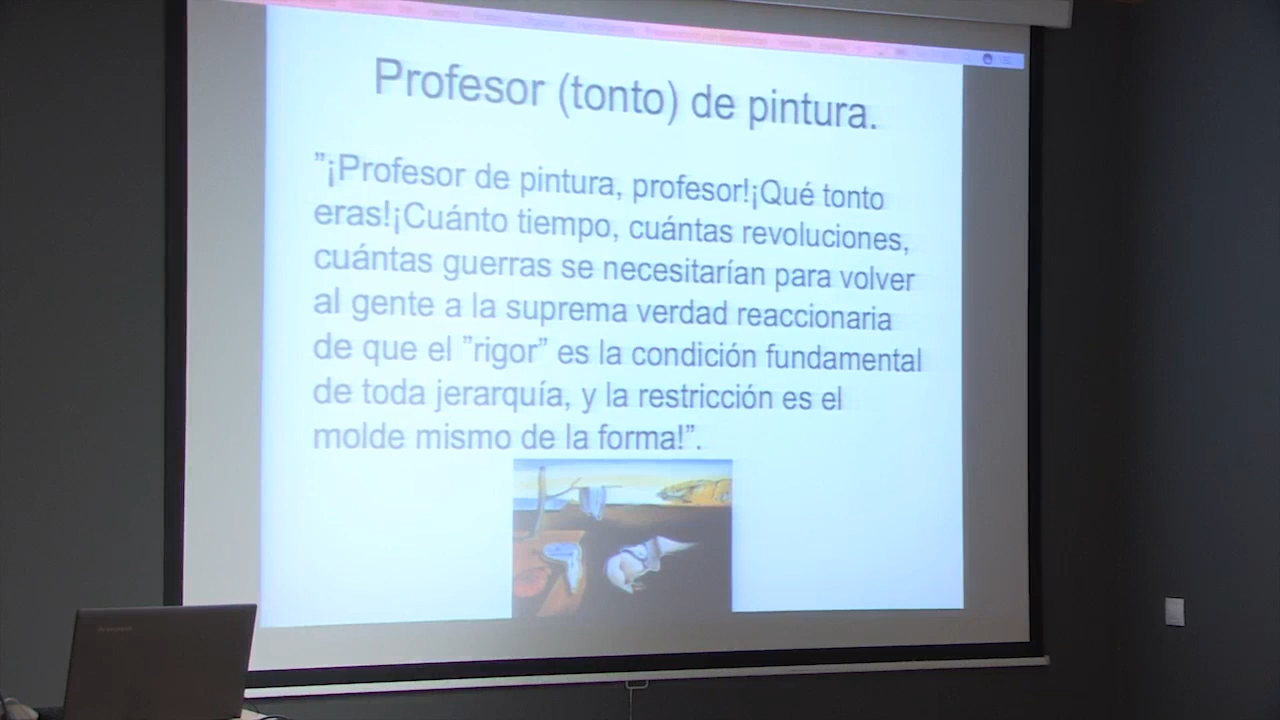 Profesor (tonto) de pintura.
”¡Profesor de pintura, profesor!¡Qué tonto
eras!¡Cuánto tiempo, cuántas revoluciones,
cuántas guerras se necesitarían para volver
al gente a la suprema verdad reaccionaria
de que el ”rigor” es la condición fundamental
de toda jerarquía, y la restricción es el
molde mismo de la forma!”.